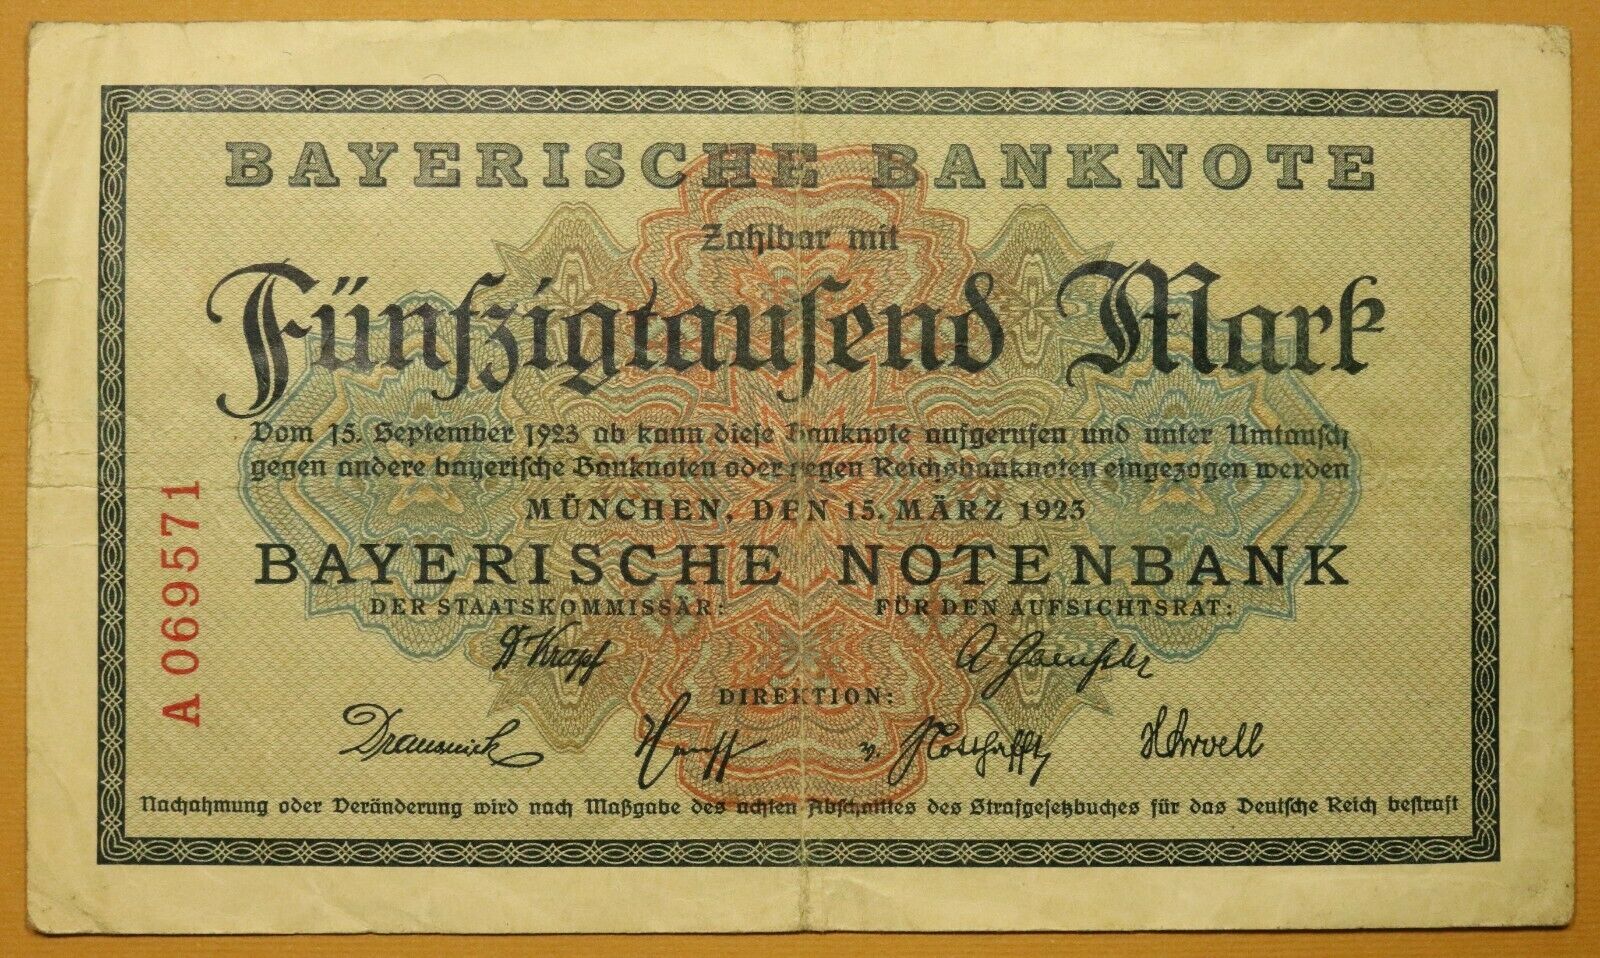 BAYERISCHE BANKNOTE
Zahlbar mit
Fünfzigtausend Mark
Vom 15. September 1923 ab kann diese Banknote aufgerufen und unter Umtausch
gegen andere bayerische Banknoten oder gegen Reichsbanknoten eingezogen werden
MÜNCHEN, DEN 15. MÄRZ 1923
BAYERISCHE NOTENBANK
DER STAATSKOMMISSÄR: FÜR DEN AUFSICHTSRAT:
Dr Krapf
DIREKTION:
Drausnick
Nachahmung oder Veränderung wird nach Maßgabe des achten Abschnittes des Strafgesetzbuches für das Deutsche Reich bestraft
A 069571